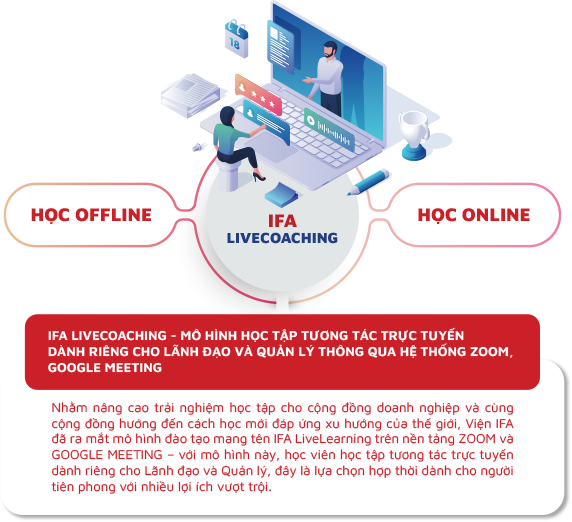 18
HỌC OFFLINE
IFA
LIVECOACHING
HỌC ONLINE
IFA LIVECOACHING - MÔ HÌNH HỌC TẬP TƯƠNG TÁC TRỰC TUYẾN
DÀNH RIÊNG CHO LÃNH ĐẠO VÀ QUẢN LÝ THÔNG QUA HỆ THỐNG ZOOM,
GOOGLE MEETING
Nhằm nâng cao trải nghiệm học tập cho cộng đồng doanh nghiệp và cùng
cộng đồng hướng đến cách học mới đáp ứng xu hướng của thế giới, Viện IFA
đã ra mắt mô hình đào tạo mang tên IFA LiveLearning trên nền tảng ZOOM và
GOOGLE MEETING – với mô hình này, học viên học tập tương tác trực tuyến
dành riêng cho Lãnh đạo và Quản lý, đây là lựa chọn hợp thời dành cho người
tiên phong với nhiều lợi ích vượt trội.